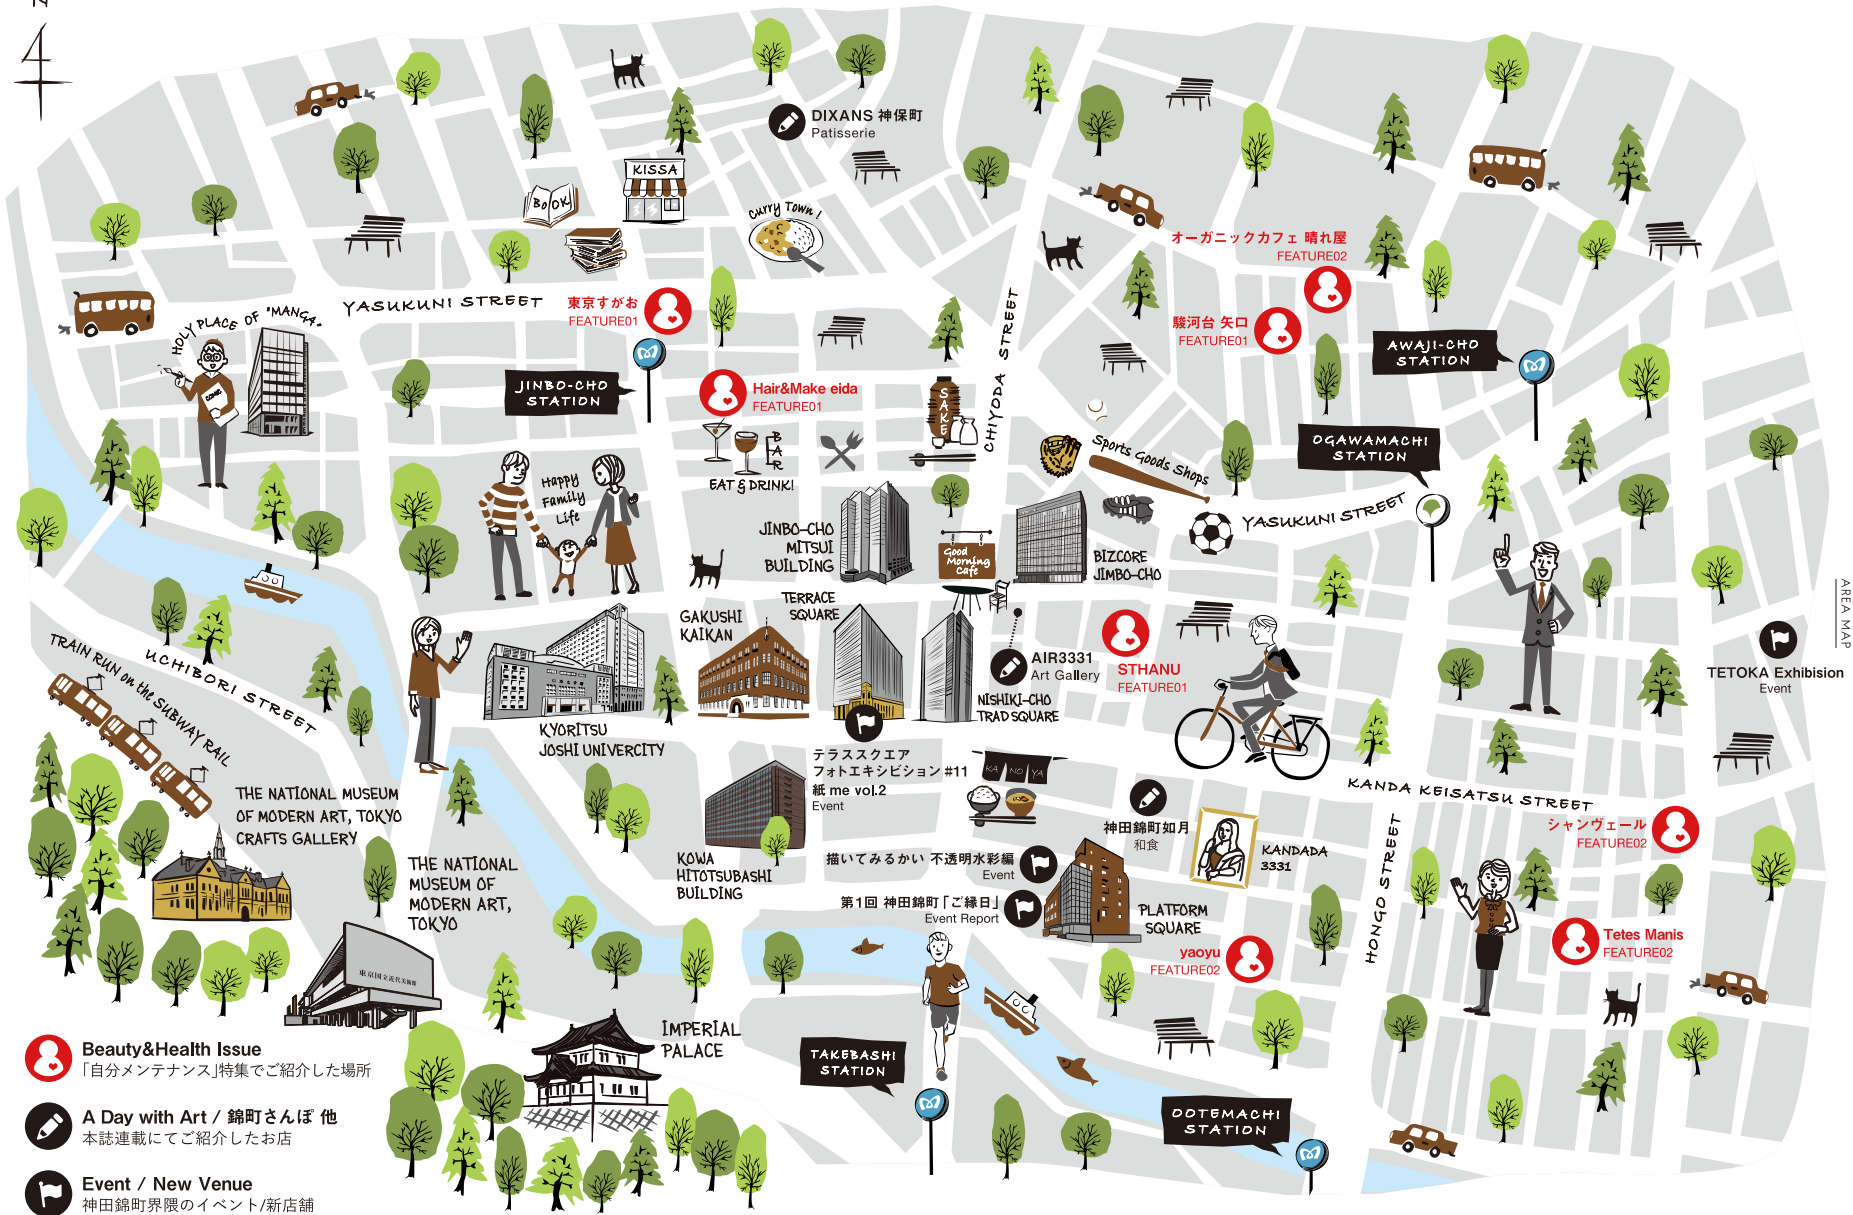 N
DIXANS 神保町
Patisserie
KISSA
BOOK
Curry Town!
オーガニックカフェ 晴れ屋
FEATURE02
YASUKUNI STREET
東京すがお
FEATURE01
HOLY PLACE OF "MANGA"
COMIC
駿河台 矢口
FEATURE01
CHIYODA STREET
AWAJI-CHO
STATION
JINBO-CHO
STATION
Hair&Make eida
FEATURE01
SAKE
BAR
EAT & DRINK!
Sports Goods Shops
OGAWAMACHI
STATION
Happy
Family
Life
YASUKUNI STREET
JINBO-CHO
MITSUI
BUILDING
Good
Morning
Cafe
BIZCORE
JIMBO-CHO
TERRACE
SQUARE
GAKUSHI
KAIKAN
AREA MAP
STHANU
FEATURE01
AIR3331
Art Gallery
TETOKA Exhibision
Event
NISHIKI-CHO
TRAD SQUARE
UCHIBORI STREET
TRAIN RUN on the SUBWAY RAIL
KYORITSU
JOSHI UNIVERCITY
テラススクエア
フォトエキシビション #11
紙 me vol.2
Event
KA NO YA
KANDA KEISATSU STREET
THE NATIONAL MUSEUM
OF MODERN ART, TOKYO
CRAFTS GALLERY
神田錦町如月
和食
シャンヴェール
FEATURE02
KANDADA
3331
HONGO STREET
KOWA
HITOTSUBASHI
BUILDING
描いてみるかい 不透明水彩編
Event
THE NATIONAL
MUSEUM OF
MODERN ART,
TOKYO
第1回 神田錦町「ご縁日」
Event Report
PLATFORM
SQUARE
Tetes Manis
FEATURE02
yaoyu
FEATURE02
東京国立近代美術館
IMPERIAL
PALACE
TAKEBASHI
STATION
OOTEMACHI
STATION
Beauty&Health Issue
「自分メンテナンス」特集でご紹介した場所
A Day with Art / 錦町さんぽ 他
本誌連載にてご紹介したお店
Event / New Venue
神田錦町界隈のイベント/新店舗